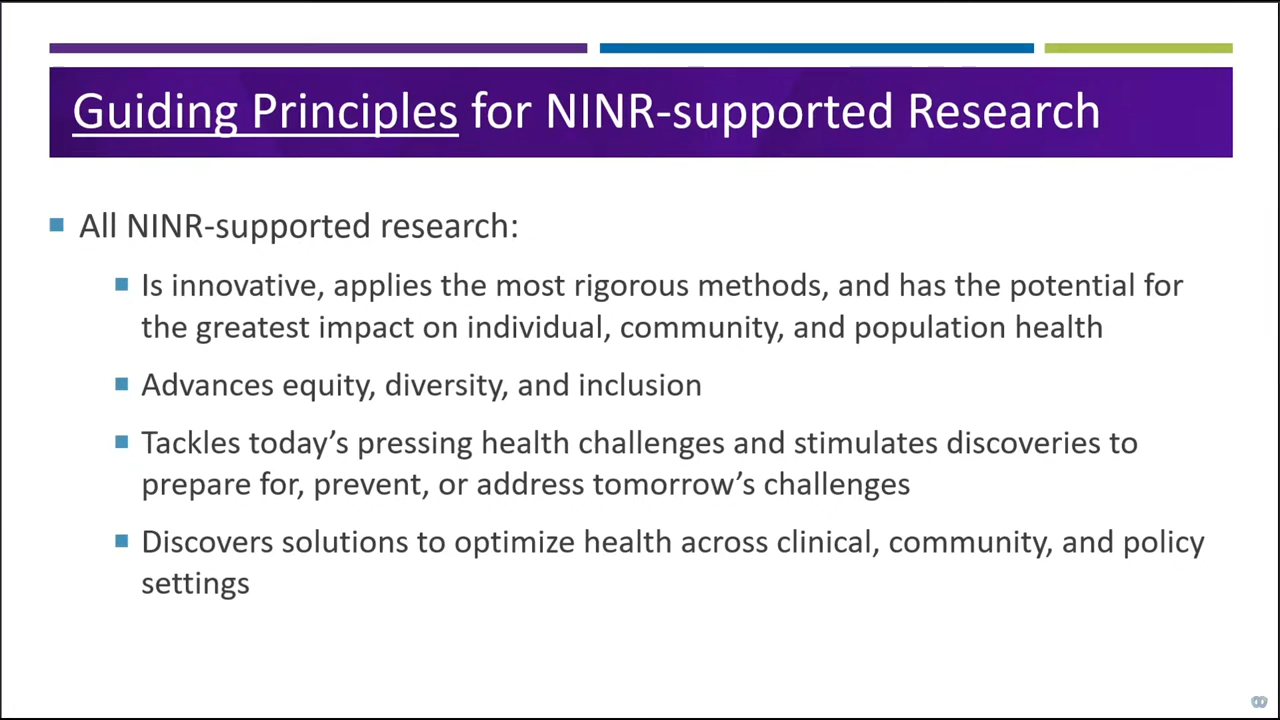 Guiding Principles for NINR-supported Research
All NINR-supported research:
Is innovative, applies the most rigorous methods, and has the potential for
the greatest impact on individual, community, and population health
Advances equity, diversity, and inclusion
Tackles today’s pressing health challenges and stimulates discoveries to
prepare for, prevent, or address tomorrow’s challenges
Discovers solutions to optimize health across clinical, community, and policy
settings